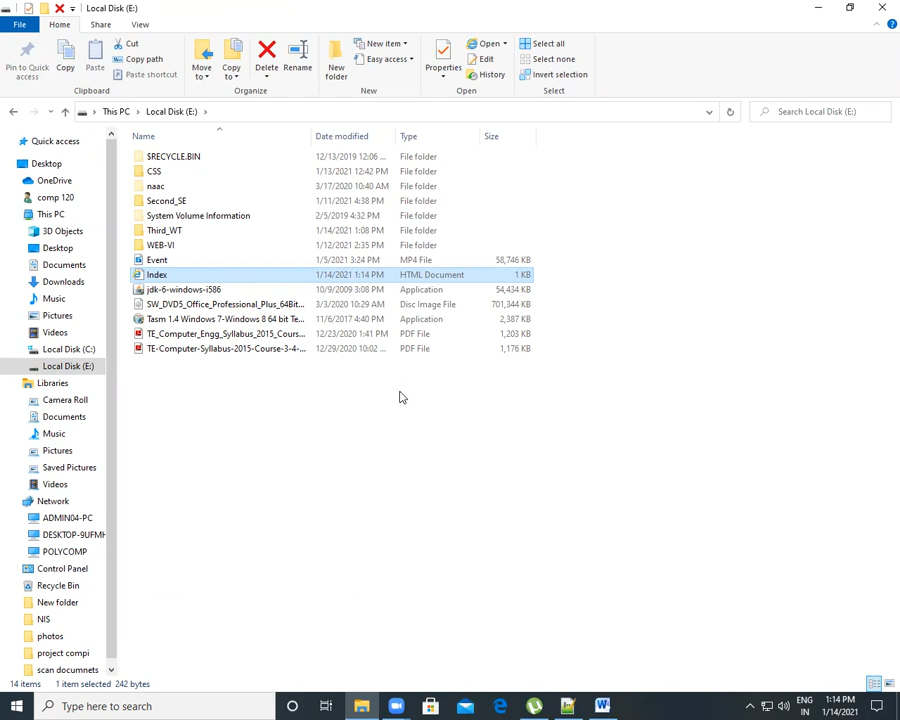 Local Disk (E:)
File Home Share View
Pin to Quick access
Copy
Paste
Cut
Copy path
Paste shortcut
Clipboard
Move to
Copy to
Delete
Rename
Organize
New folder
New item
Easy access
New
Properties
Open
Edit
History
Open
Select all
Select none
Invert selection
Select
This PC Local Disk (E:)
Search Local Disk (E:)
Name Date modified Type Size
$RECYCLE.BIN 12/13/2019 12:06 ... File folder
CSS 1/13/2021 12:42 PM File folder
naac 3/17/2020 10:40 AM File folder
Second_SE 1/11/2021 4:38 PM File folder
System Volume Information 2/5/2019 4:32 PM File folder
Third_WT 1/14/2021 1:08 PM File folder
WEB-VI 1/12/2021 2:35 PM File folder
Event 1/5/2021 3:24 PM MP4 File 58,746 KB
Index 1/14/2021 1:14 PM HTML Document 1 KB
jdk-6-windows-i586 10/9/2009 3:08 PM Application 54,434 KB
SW_DVD5_Office_Professional_Plus_64Bit... 3/3/2020 10:29 AM Disc Image File 701,344 KB
Tasm 1.4 Windows 7-Windows 8 64 bit Te... 11/6/2017 4:40 PM Application 2,387 KB
TE_Computer_Engg_Syllabus_2015_Cours... 12/23/2020 1:41 PM PDF File 1,203 KB
TE-Computer-Syllabus-2015-Course-3-4-... 12/29/2020 10:02 ... PDF File 1,176 KB
Quick access
Desktop
OneDrive
comp 120
This PC
3D Objects
Desktop
Documents
Downloads
Music
Pictures
Videos
Local Disk (C:)
Local Disk (E:)
Libraries
Camera Roll
Documents
Music
Pictures
Saved Pictures
Videos
Network
ADMIN04-PC
DESKTOP-9UFMH
POLYCOMP
Control Panel
Recycle Bin
New folder
NIS
photos
project compi
scan documnets
14 items 1 item selected 242 bytes
Type here to search
ENG
IN
1:14 PM
1/14/2021